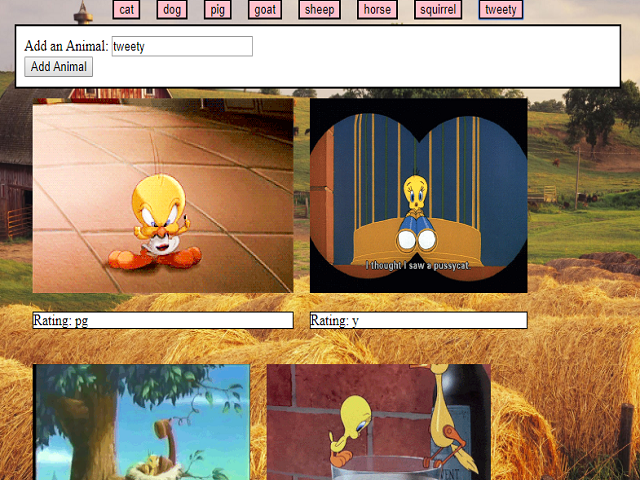 cat dog pig goat sheep horse squirrel tweety
Add an Animal: tweety
Add Animal
I thought I saw a pussycat.
Rating: pg
Rating: y